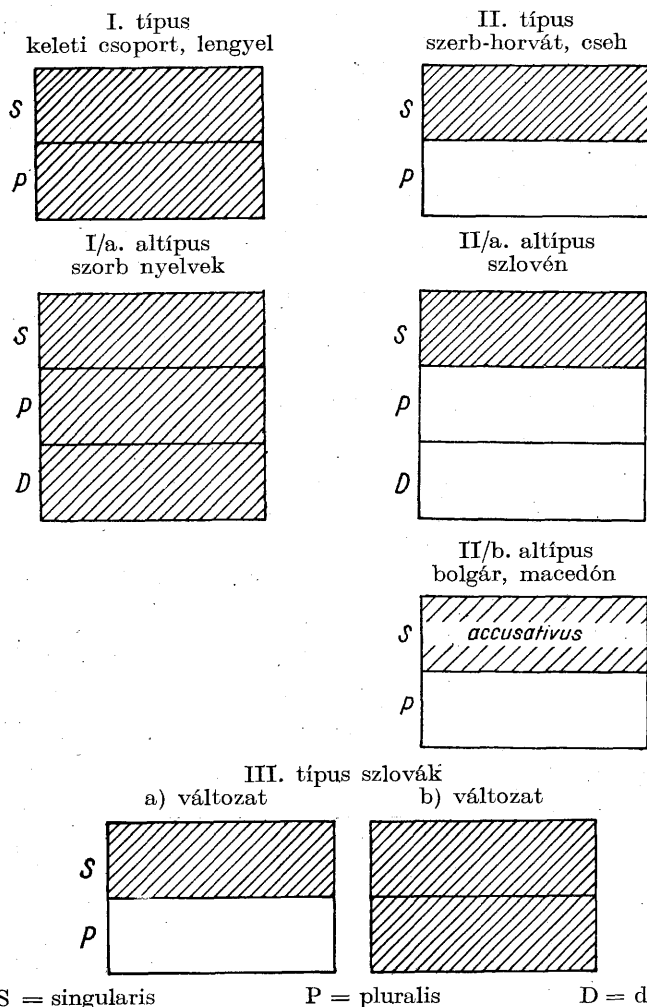 I. típus
keleti csoport, lengyel
S
P
II. típus
szerb-horvát, cseh
S
P
I/a. altípus
szorb nyelvek
S
P
D
II/a. altípus
szlovén
S
P
D
II/b. altípus
bolgár, macedón
S accusativus
P
III. típus szlovák
a) változat b) változat
S
P
S = singularis P = pluralis D = d